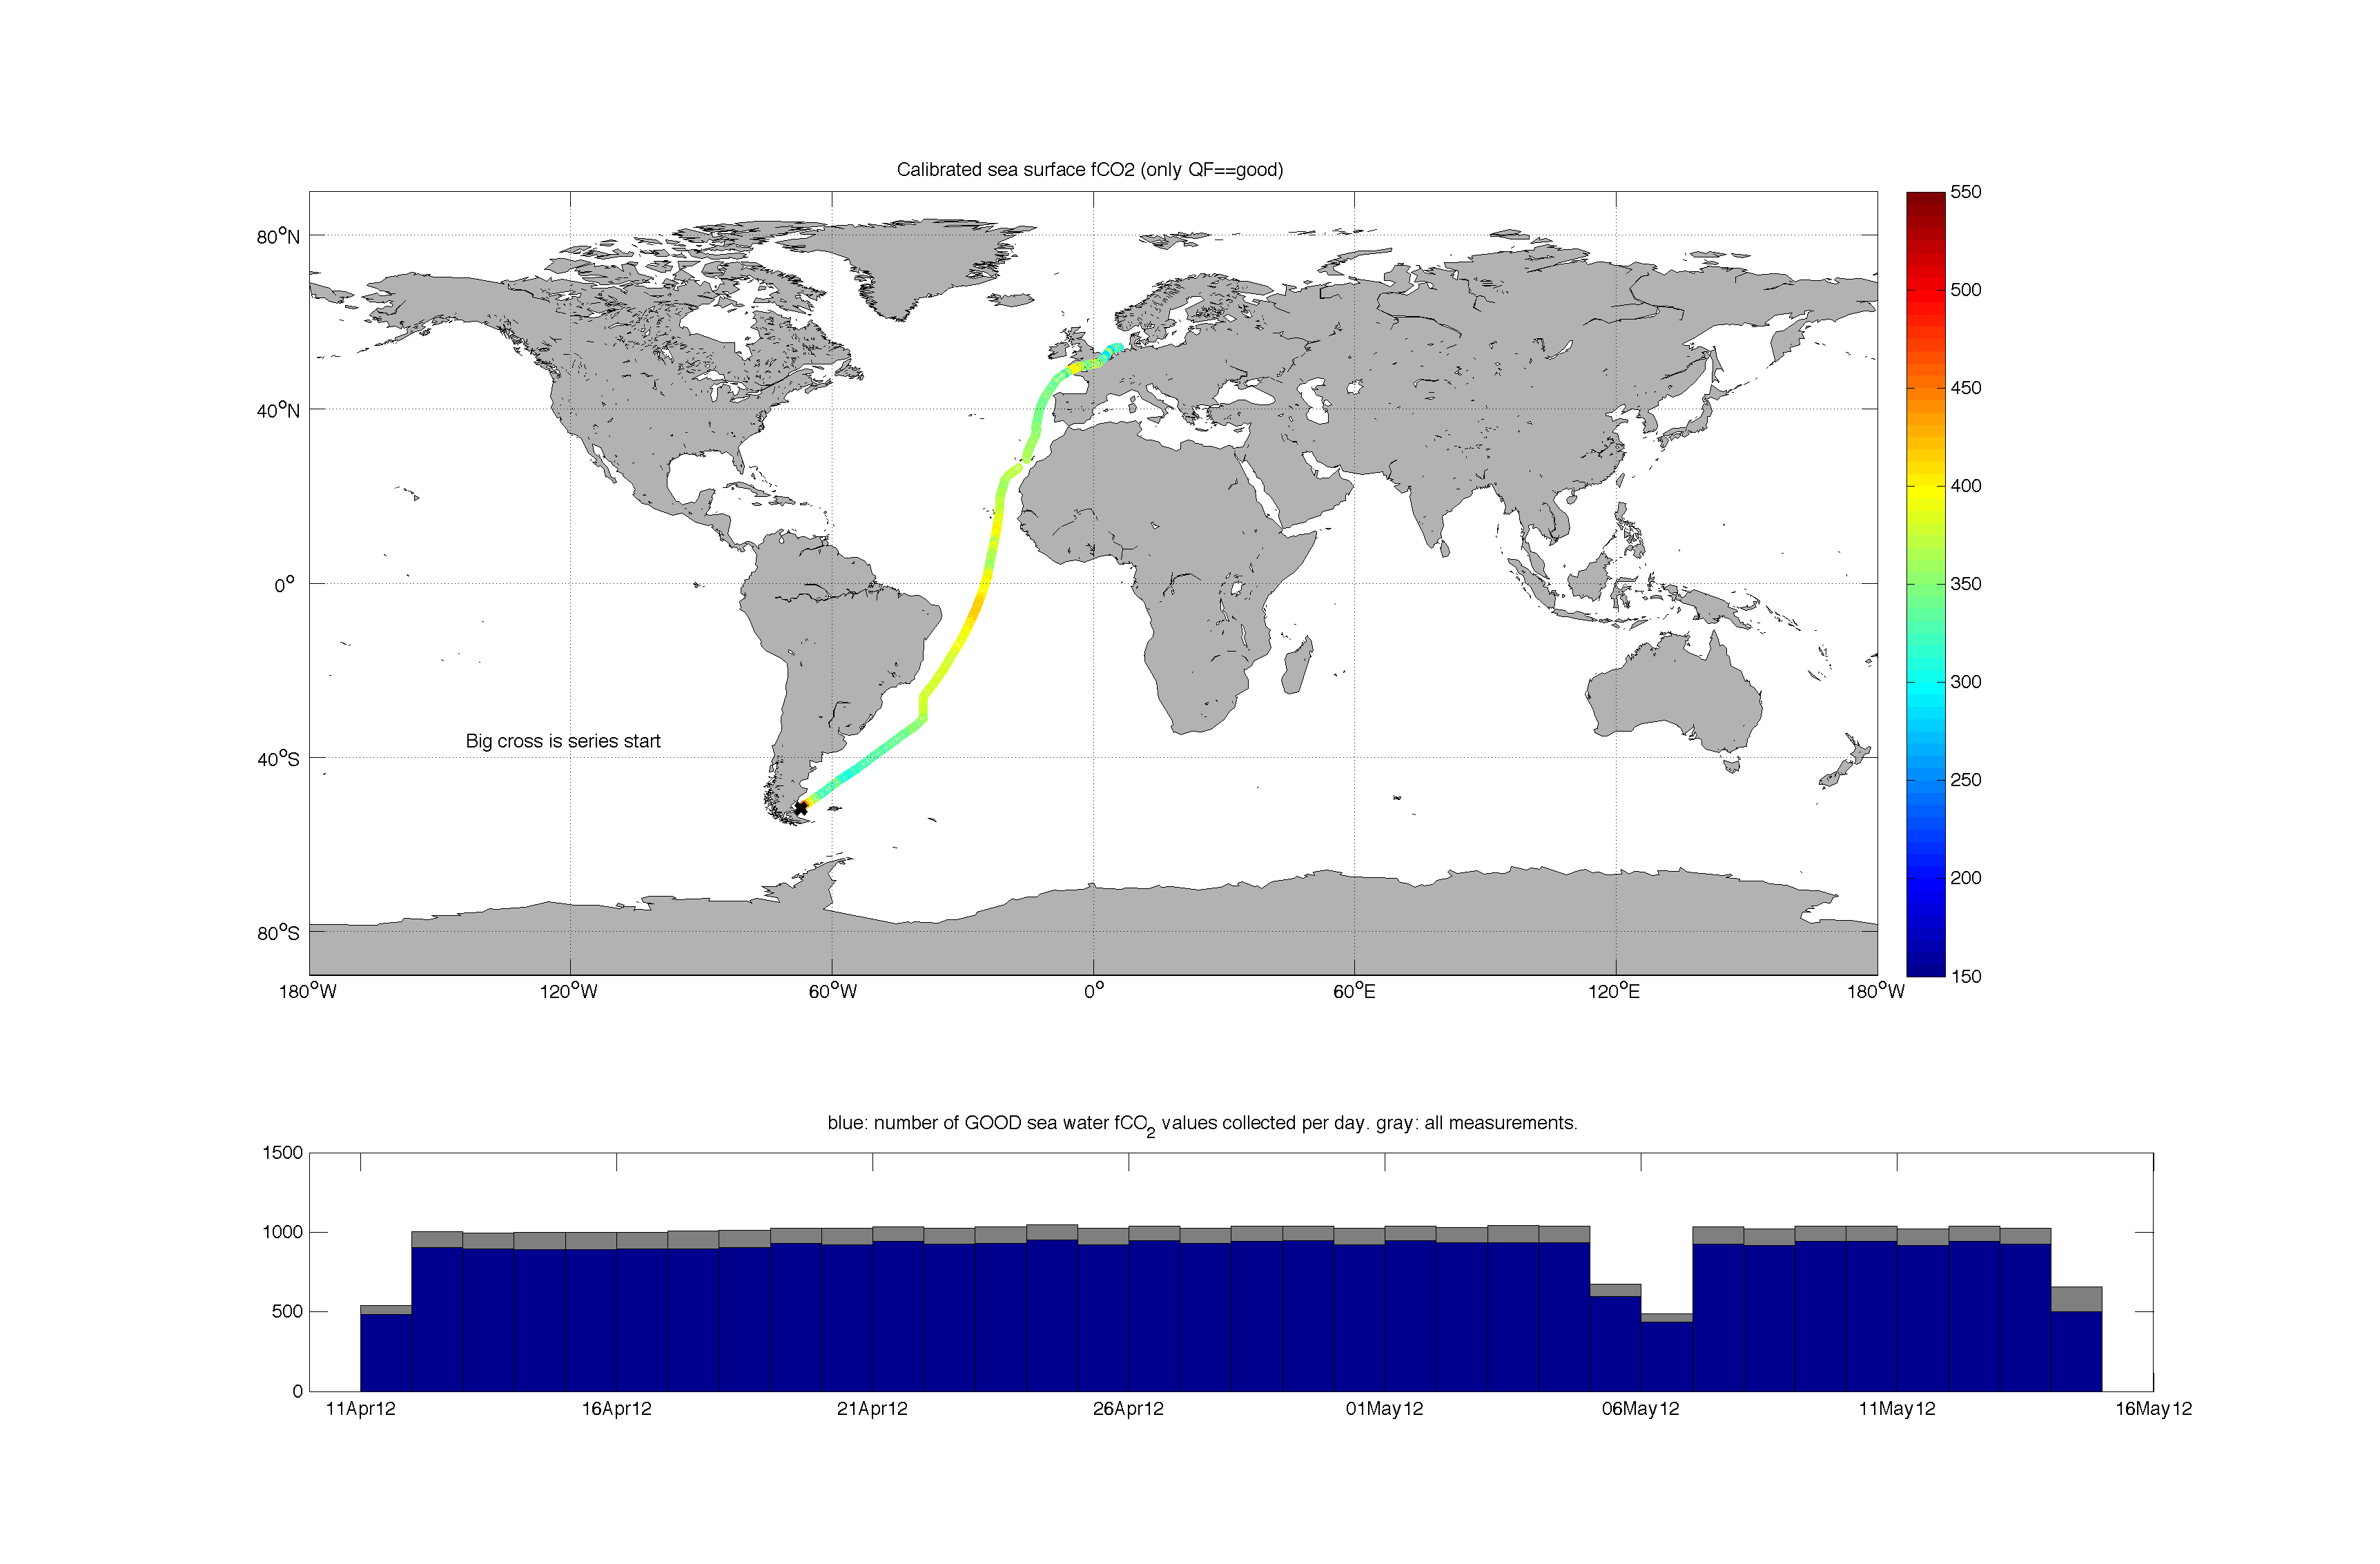 Calibrated sea surface fCO2 (only QF==good)
80°N
40°N
0°
40°S
80°S
180°W 120°W 60°W 0° 60°E 120°E 180°W
Big cross is series start
550
500
450
400
350
300
250
200
150
blue: number of GOOD sea water fCO₂ values collected per day. gray: all measurements.
1500
1000
500
0
11Apr12 16Apr12 21Apr12 26Apr12 01May12 06May12 11May12 16May12